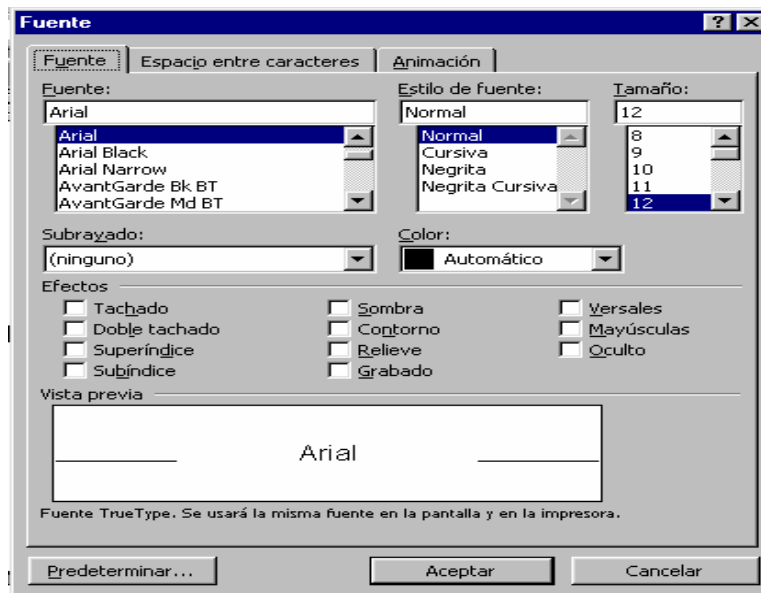 Fuente
Fuente Espacio entre caracteres Animación
Fuente: Estilo de fuente: Tamaño:
Arial Normal 12
Arial Normal 8
Arial Black Cursiva 9
Arial Narrow Negrita 10
AvantGarde Bk BT Negrita Cursiva 11
AvantGarde Md BT 12
Subrayado: Color:
(ninguno) Automático
Efectos
Tachado Sombra Versales
Doble tachado Contorno Mayúsculas
Superíndice Relieve Oculto
Subíndice Grabado
Vista previa
Arial
Fuente TrueType. Se usará la misma fuente en la pantalla y en la impresora.
Predeterminar... Aceptar Cancelar